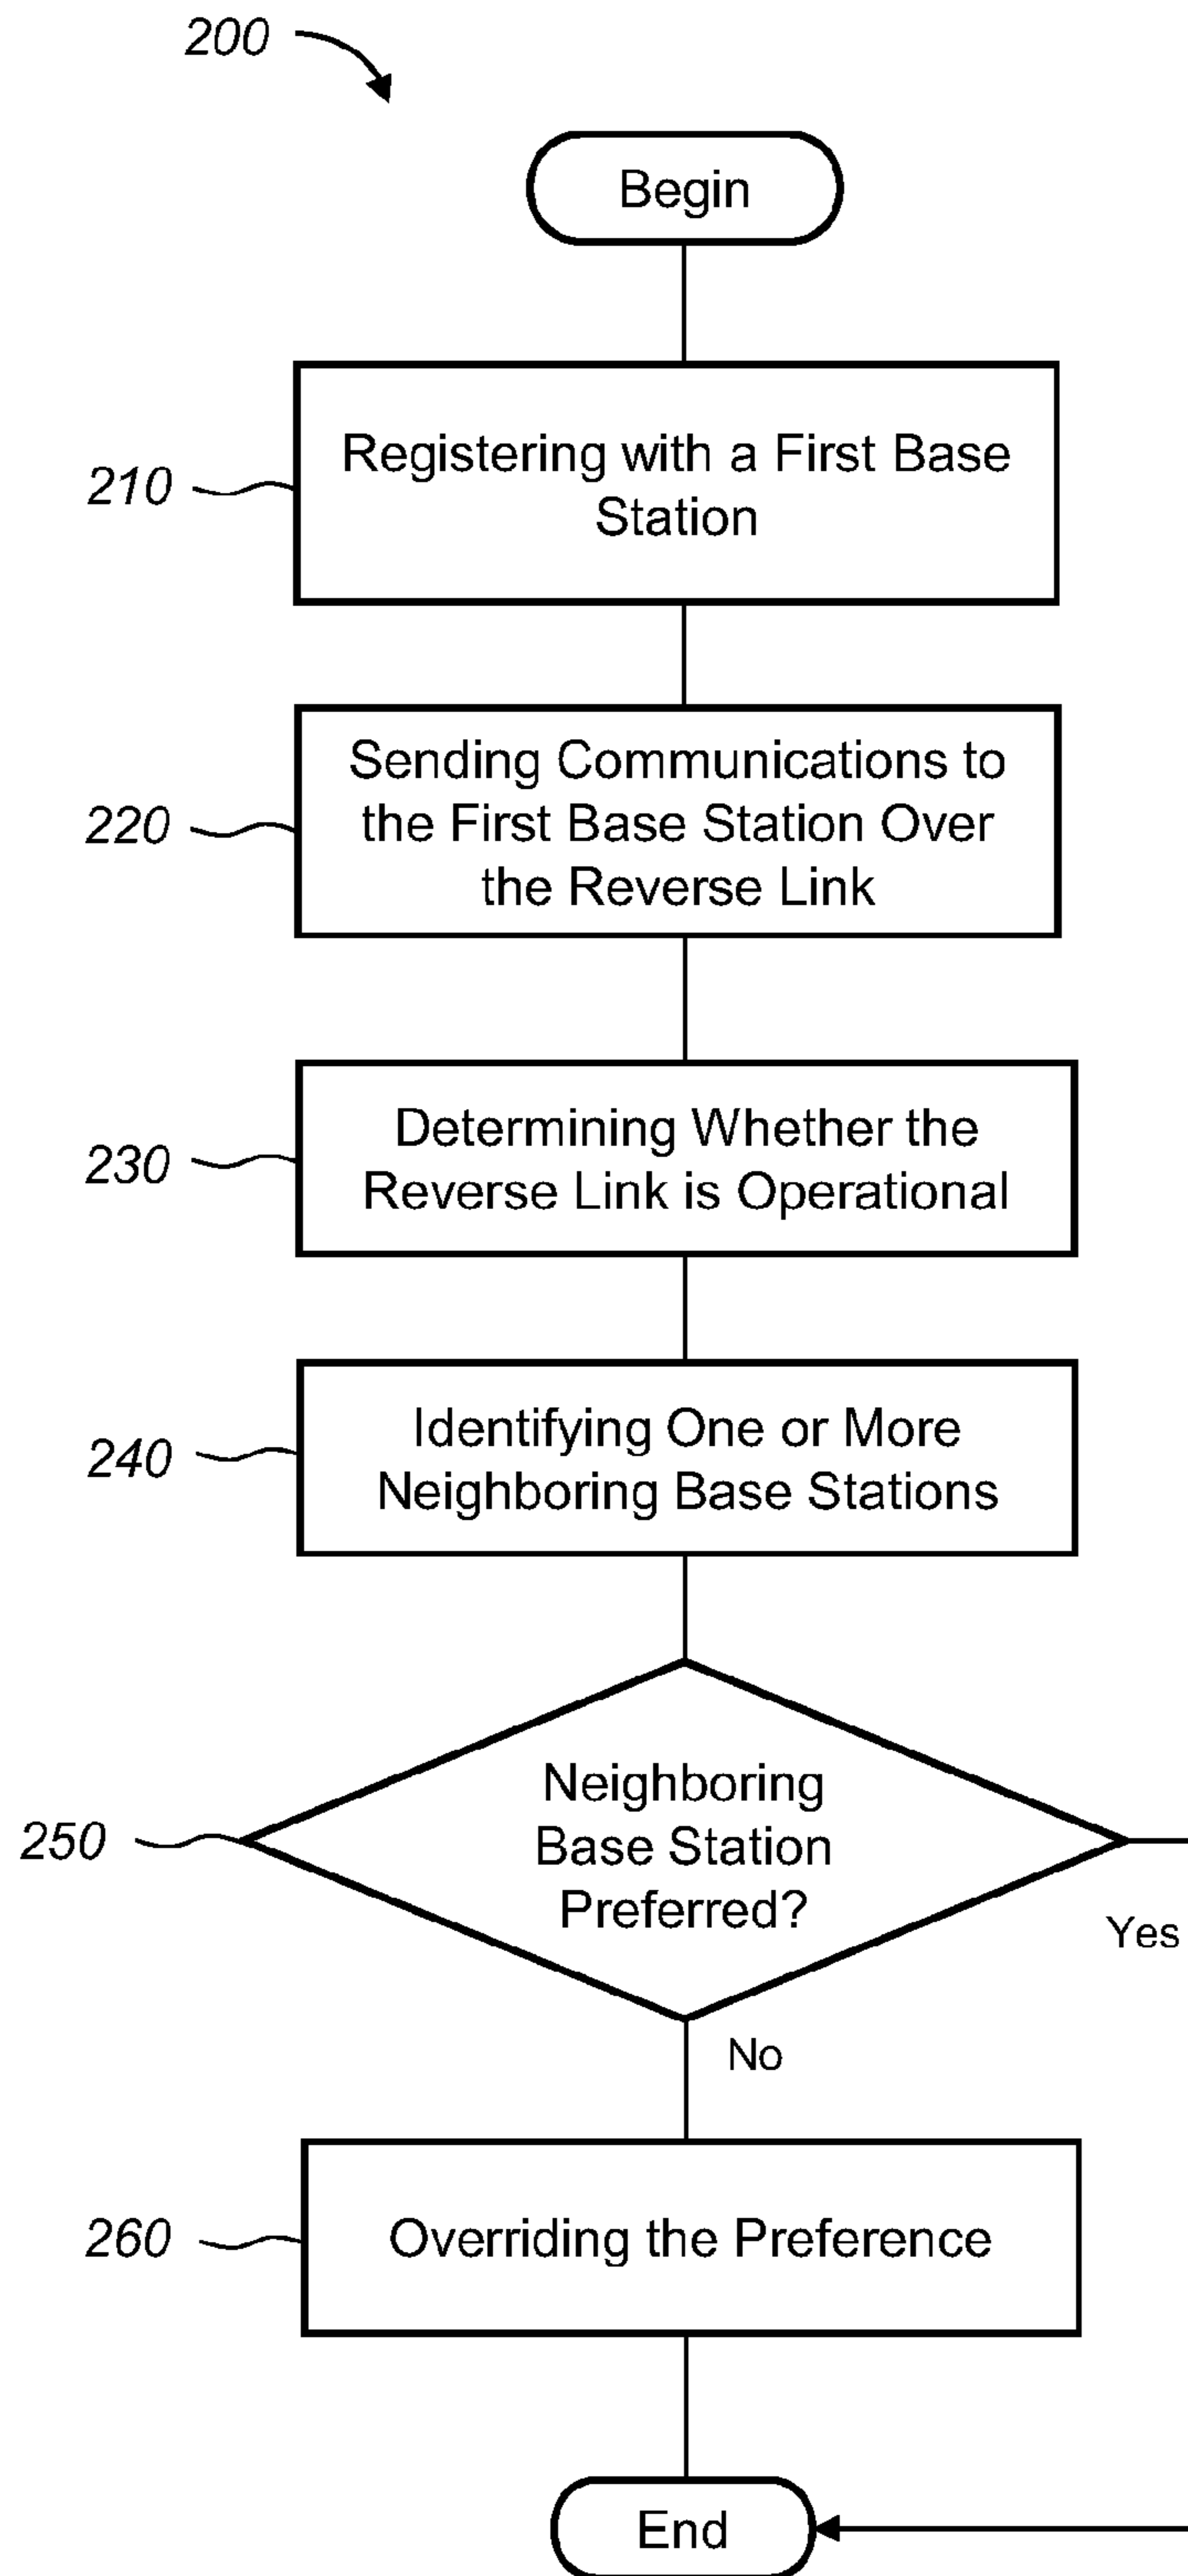 200
Begin
210
Registering with a First Base
Station
220
Sending Communications to
the First Base Station Over
the Reverse Link
230
Determining Whether the
Reverse Link is Operational
240
Identifying One or More
Neighboring Base Stations
250
Neighboring
Base Station
Preferred?
Yes
No
260
Overriding the Preference
End